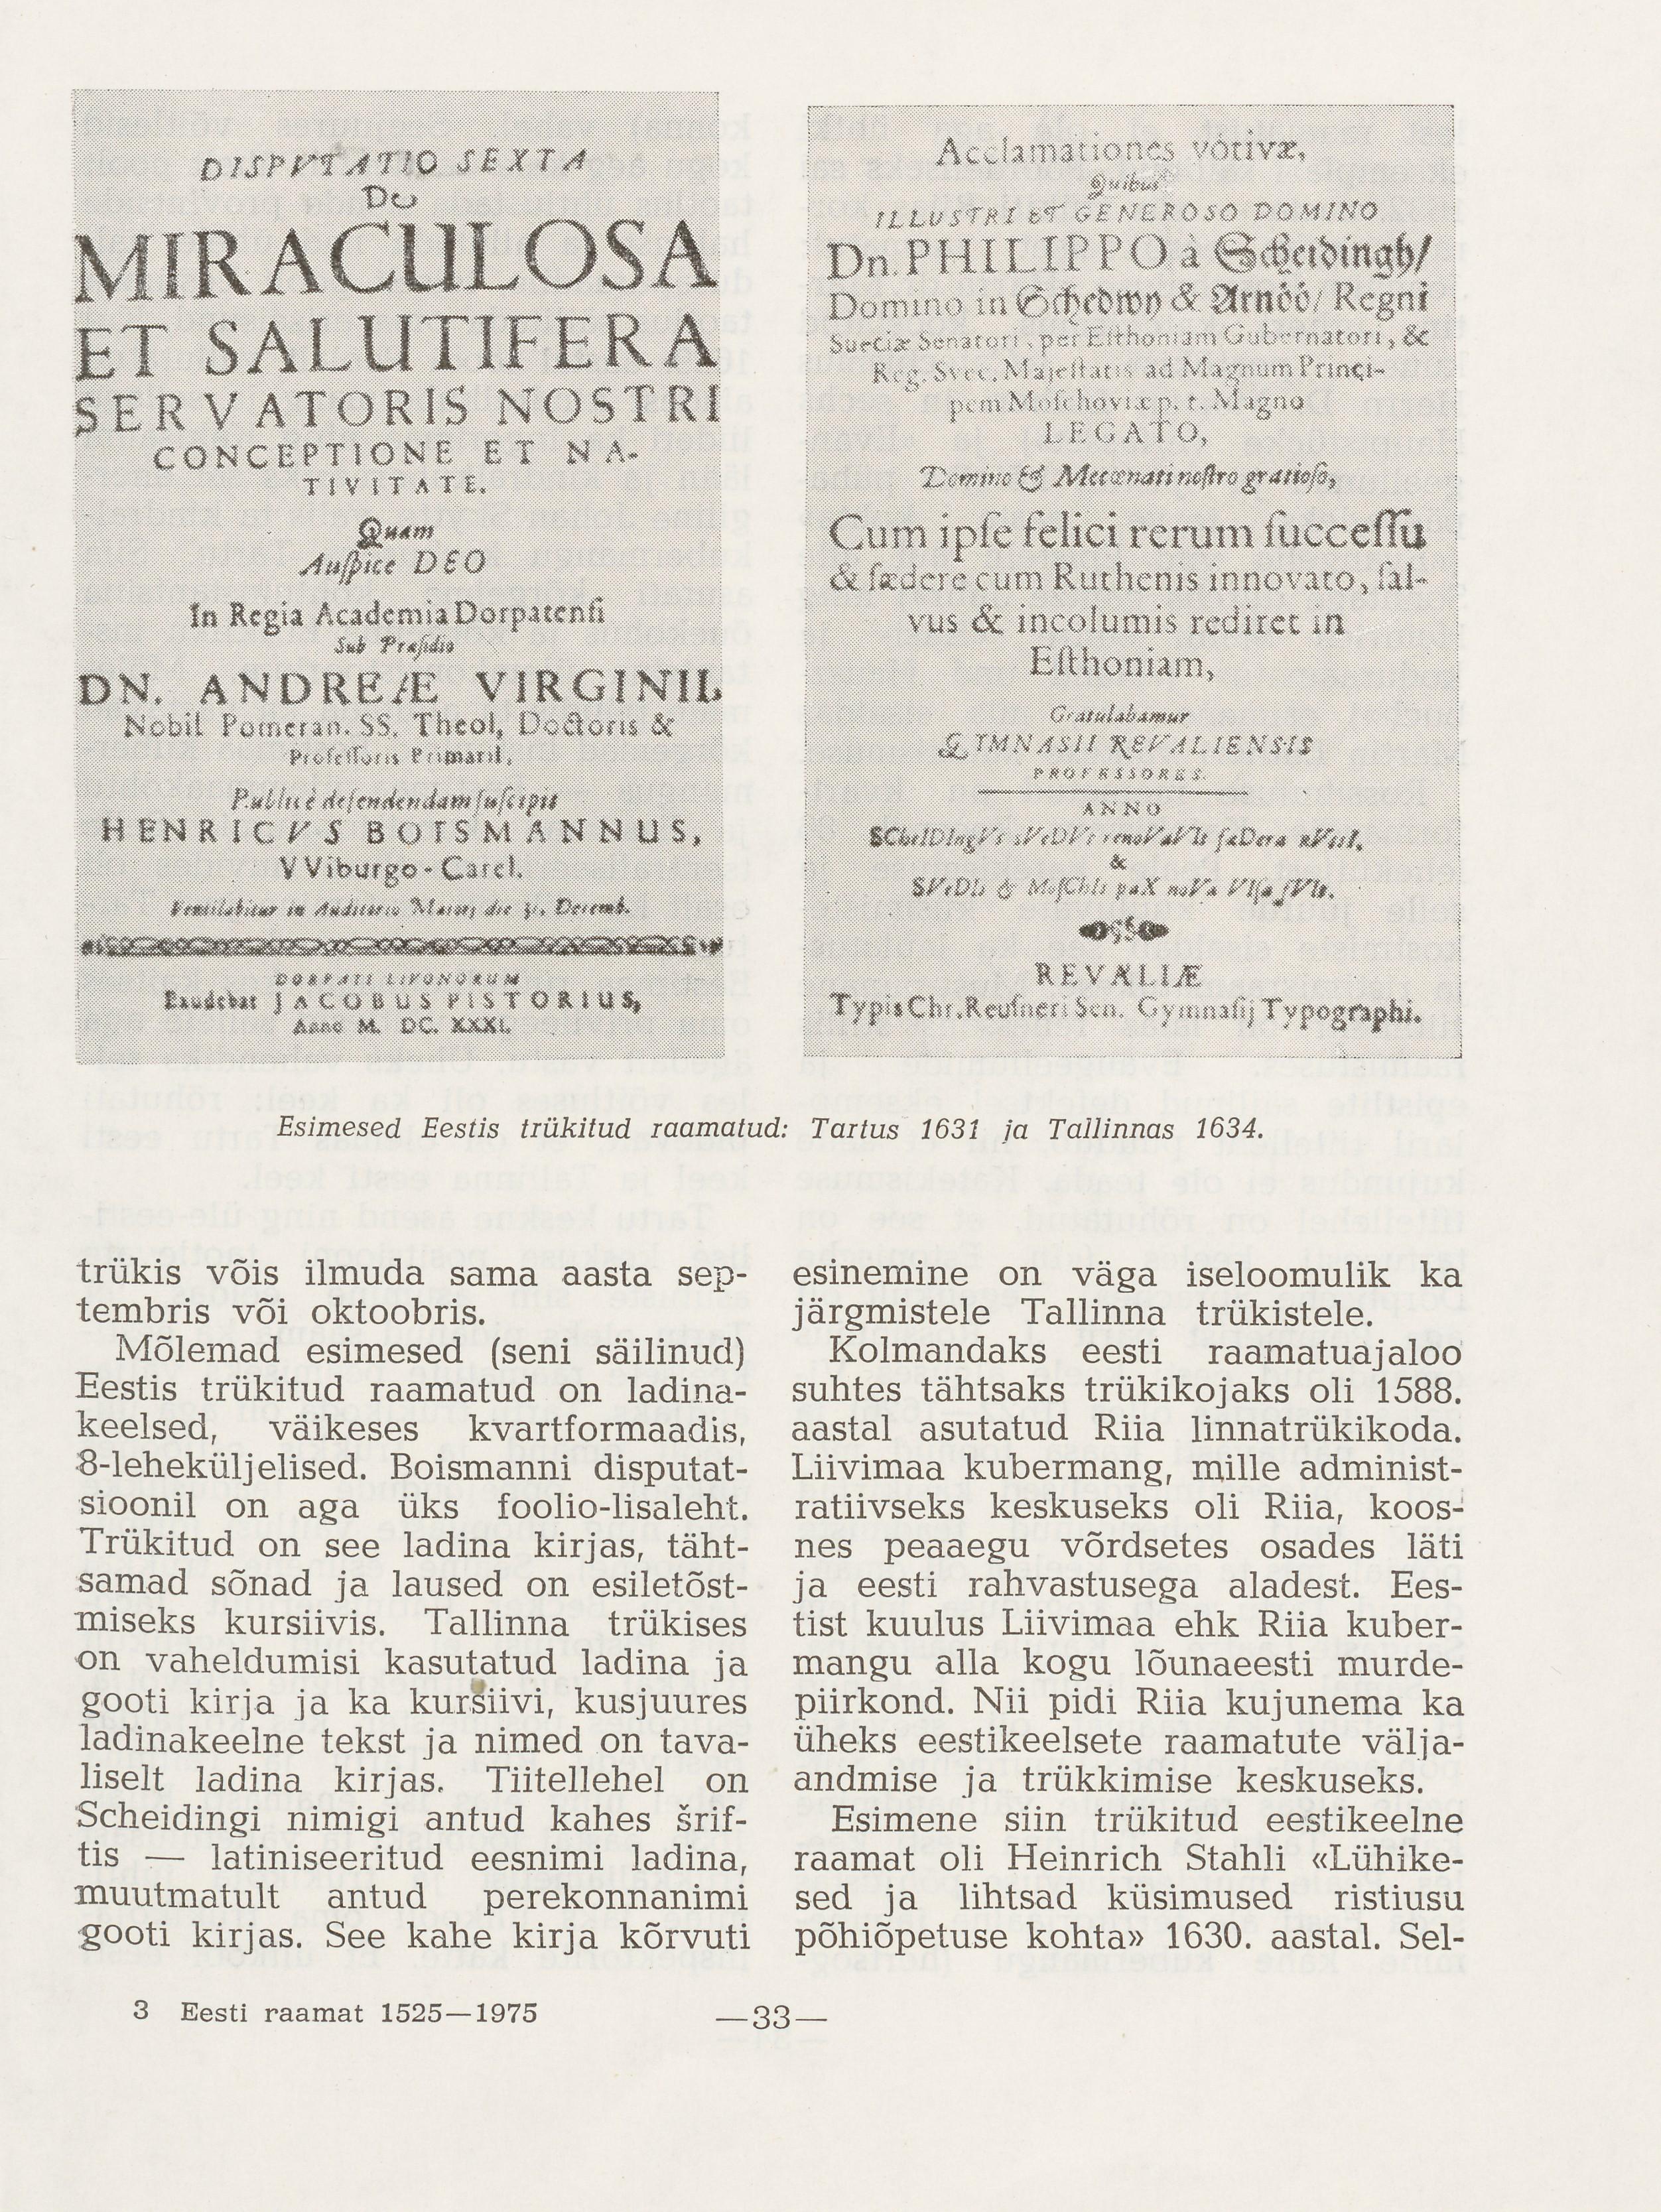 DISPVTATIO SEXTA
De
MIRACULOSA
ET SALUTIFERA
SERVATORIS NOSTRI
CONCEPTIONE ET NA-
TIVITATE.
Quam
Auſpice DEO
In Regia Academia Dorpatenſi
Sub Præſidio
DN. ANDREÆ VIRGINII,
Nobil Pomeran. SS. Theol, Doctoris &
Profeſſoris Primarii,
Publicè defendendam ſuſcipit
HENRICVS BOISMANNUS,
VViburgo-Carel.
Ventilabitur in Auditorio Majori die 31. Decemb.
DORPATI LIVONORUM
Excudebat JACOBUS PISTORIUS,
Anno M. DC. XXXI.
Acclamationes votivæ,
Quibus
ILLUSTRI ET GENEROSO DOMINO
Dn. PHILIPPO à Scheidingh/
Domino in Schedwy & Arnöö/ Regni
Sueciæ Senatori, per Eſthoniam Gubernatori, &
Reg. Svec. Majeſtatis ad Magnum Princi-
pem Moſchoviæ p. t. Magno
LEGATO,
Domino & Mecœnati noſtro gratioſo,
Cum ipſe felici rerum ſucceſſu
& fœdere cum Ruthenis innovato, ſal-
vus & incolumis rediret in
Eſthoniam,
Gratulabamur
GYMNASII REVALIENSIS
PROFESSORES.
ANNO
&
REVALIÆ
Typis Chr. Reuſneri Sen. Gymnaſij Typographi.
Esimesed Eestis trükitud raamatud: Tartus 1631 ja Tallinnas 1634.
trükis võis ilmuda sama aasta sep-
tembris või oktoobris.
Mõlemad esimesed (seni säilinud)
Eestis trükitud raamatud on ladina-
keelsed, väikeses kvartformaadis,
8-leheküljelised. Boismanni disputat-
sioonil on aga üks foolio-lisaleht.
Trükitud on see ladina kirjas, täht-
samad sõnad ja laused on esiletõst-
miseks kursiivis. Tallinna trükises
on vaheldumisi kasutatud ladina ja
gooti kirja ja ka kursiivi, kusjuures
ladinakeelne tekst ja nimed on tava-
liselt ladina kirjas. Tiitellehel on
Scheidingi nimigi antud kahes šrif-
tis — latiniseeritud eesnimi ladina,
muutmatult antud perekonnanimi
gooti kirjas. See kahe kirja kõrvuti
esinemine on väga iseloomulik ka
järgmistele Tallinna trükistele.
Kolmandaks eesti raamatuajaloo
suhtes tähtsaks trükikojaks oli 1588.
aastal asutatud Riia linnatrükikoda.
Liivimaa kubermang, mille administ-
ratiivseks keskuseks oli Riia, koos-
nes peaaegu võrdsetes osades läti
ja eesti rahvastusega aladest. Ees-
tist kuulus Liivimaa ehk Riia kuber-
mangu alla kogu lõunaeesti murde-
piirkond. Nii pidi Riia kujunema ka
üheks eestikeelsete raamatute välja-
andmise ja trükkimise keskuseks.
Esimene siin trükitud eestikeelne
raamat oli Heinrich Stahli «Lühike-
sed ja lihtsad küsimused ristiusu
põhiõpetuse kohta» 1630. aastal. Sel-
3 Eesti raamat 1525—1975
—33—